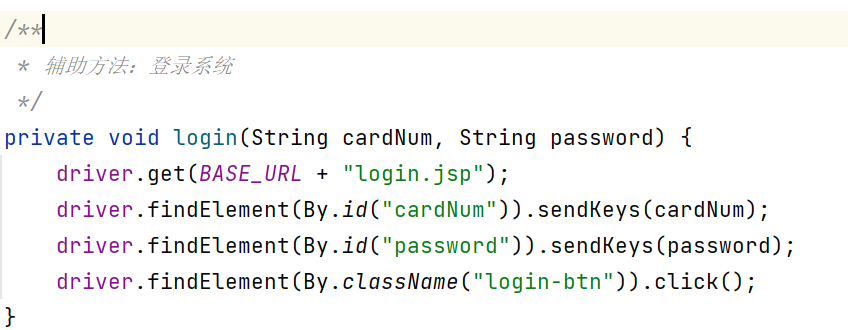 /**
 * 辅助方法：登录系统
 */
private void login(String cardNum, String password) {
    driver.get(BASE_URL + "login.jsp");
    driver.findElement(By.id("cardNum")).sendKeys(cardNum);
    driver.findElement(By.id("password")).sendKeys(password);
    driver.findElement(By.className("login-btn")).click();
}